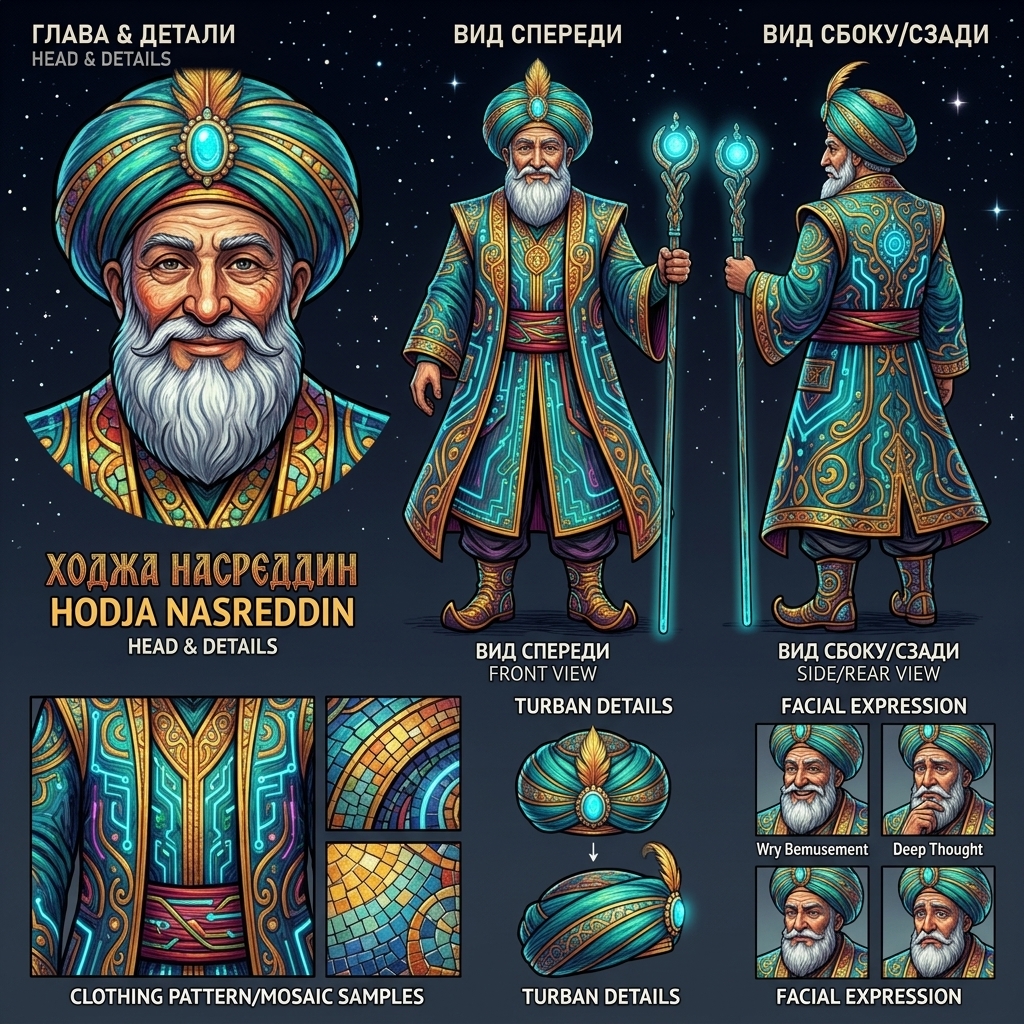 ГЛАВА & ДЕТАЛИ
HEAD & DETAILS
ВИД СПЕРЕДИ
ВИД СБОКУ/СЗАДИ
ХОДЖА НАСРЕДДИН
HODJA NASREDDIN
HEAD & DETAILS
ВИД СПЕРЕДИ
FRONT VIEW
ВИД СБОКУ/СЗАДИ
SIDE/REAR VIEW
TURBAN DETAILS
FACIAL EXPRESSION
Wry Bemusement
Deep Thought
CLOTHING PATTERN/MOSAIC SAMPLES
TURBAN DETAILS
FACIAL EXPRESSION